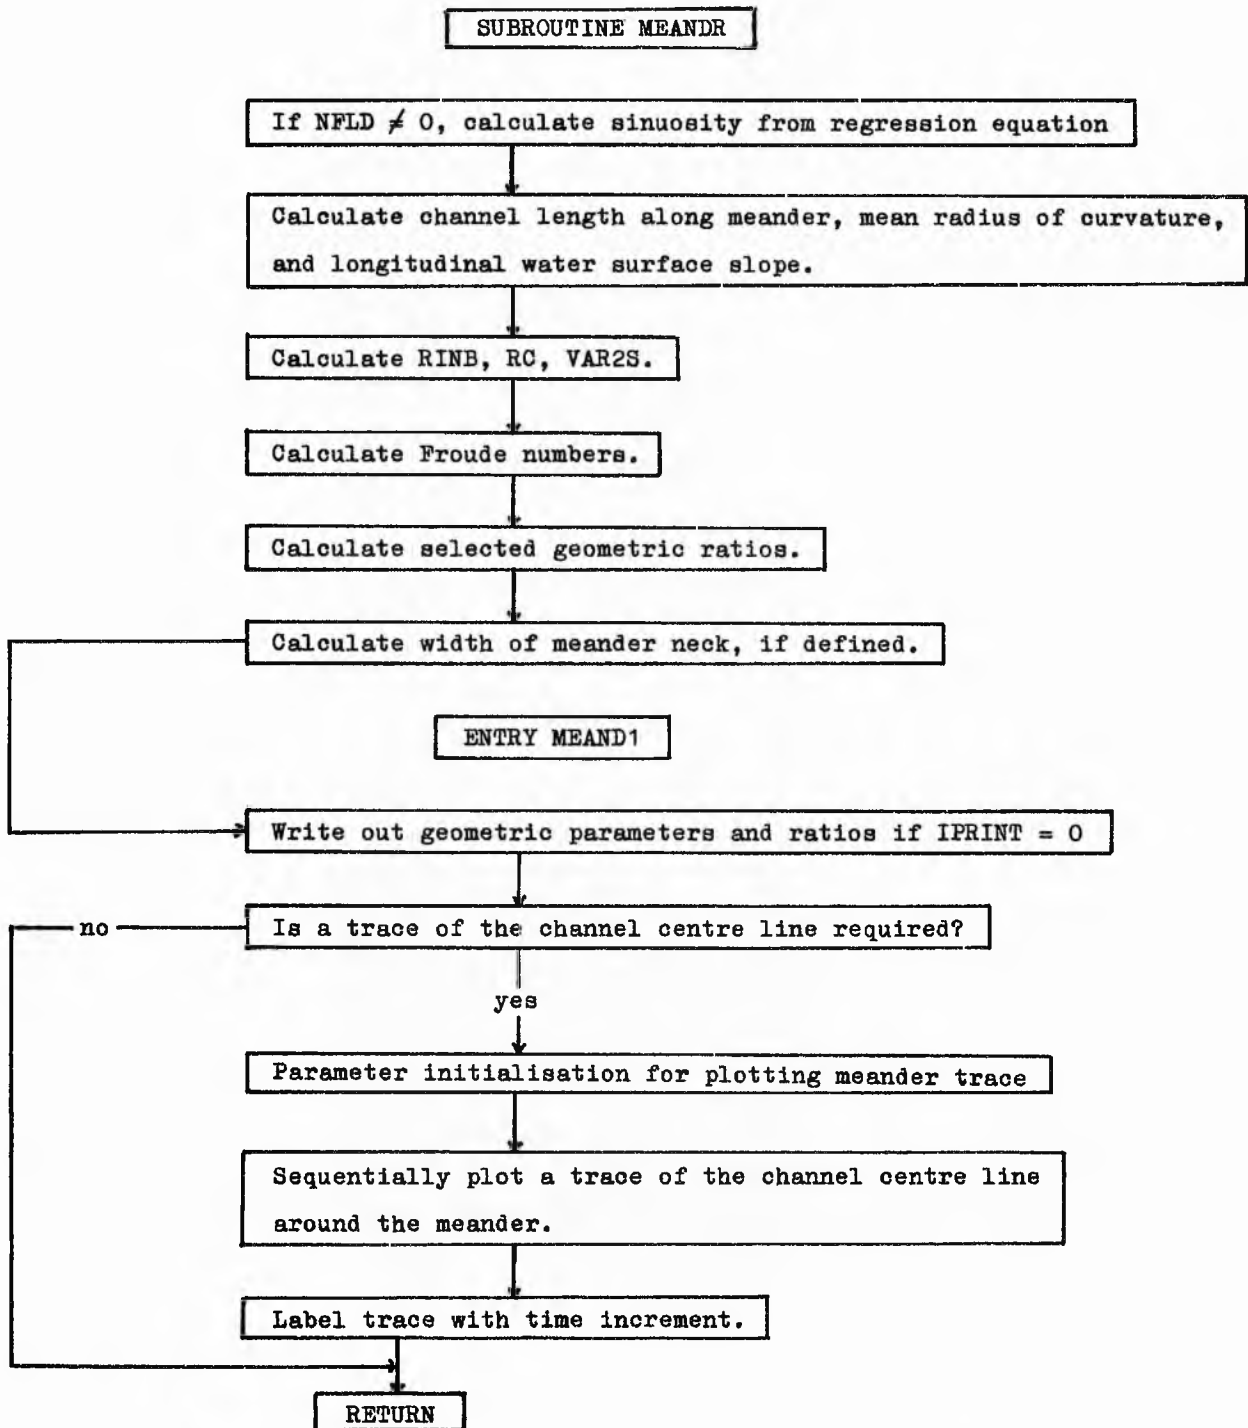 SUBROUTINE MEANDR
If NFLD ≠ 0, calculate sinuosity from regression equation
Calculate channel length along meander, mean radius of curvature,
and longitudinal water surface slope.
Calculate RINB, RC, VAR2S.
Calculate Froude numbers.
Calculate selected geometric ratios.
Calculate width of meander neck, if defined.
ENTRY MEAND1
Write out geometric parameters and ratios if IPRINT = 0
no
Is a trace of the channel centre line required?
yes
Parameter initialisation for plotting meander trace
Sequentially plot a trace of the channel centre line
around the meander.
Label trace with time increment.
RETURN